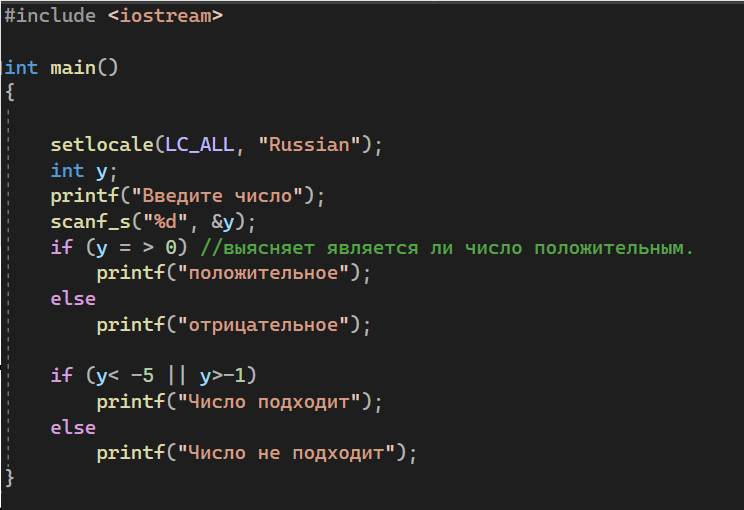 #include <iostream>
int main()
{
setlocale(LC_ALL, "Russian");
int y;
printf("Введите число");
scanf_s("%d", &y);
if (y = > 0) //выясняет является ли число положительным.
printf("положительное");
else
printf("отрицательное");
if (y< -5 || y>-1)
printf("Число подходит");
else
printf("Число не подходит");
}